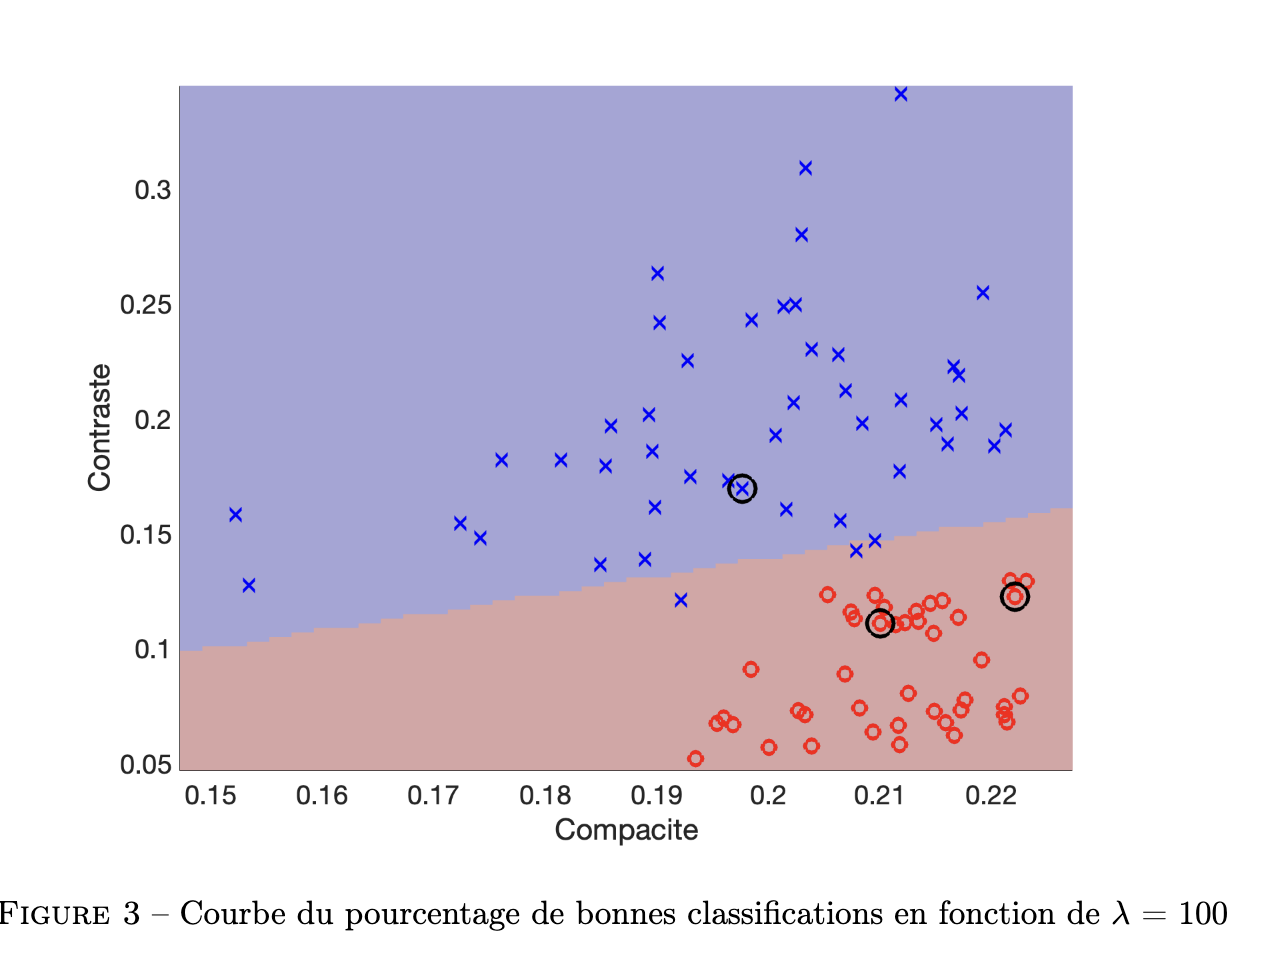 0.3
0.25
0.2
0.15
0.1
0.05
Contraste
0.15 0.16 0.17 0.18 0.19 0.2 0.21 0.22
Compacite
FIGURE 3 – Courbe du pourcentage de bonnes classifications en fonction de λ = 100